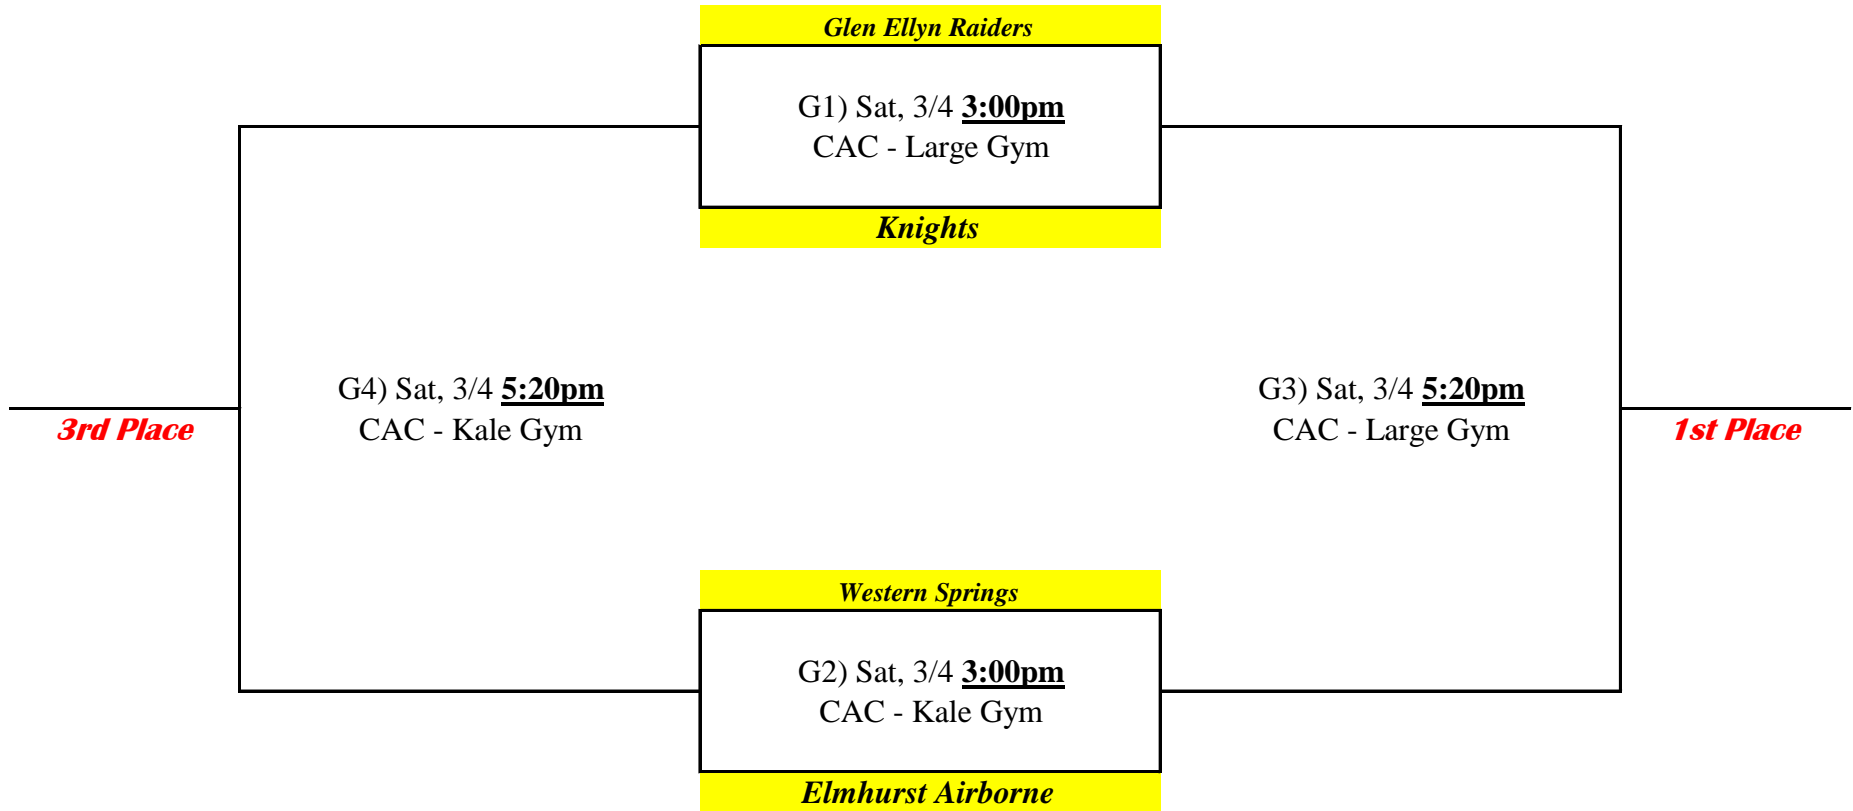 Glen Ellyn Raiders
G1) Sat, 3/4 3:00pm
CAC - Large Gym
Knights
G4) Sat, 3/4 5:20pm
CAC - Kale Gym
3rd Place
G3) Sat, 3/4 5:20pm
CAC - Large Gym
1st Place
Western Springs
G2) Sat, 3/4 3:00pm
CAC - Kale Gym
Elmhurst Airborne